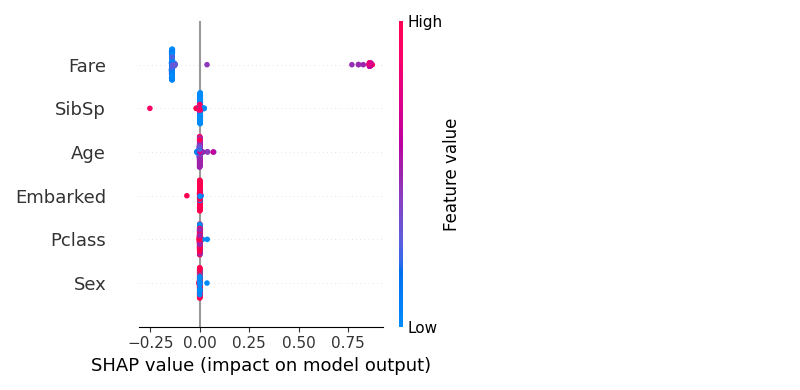 High
Fare
SibSp
Age
Embarked
Pclass
Sex
Feature value
Low
−0.25 0.00 0.25 0.50 0.75
SHAP value (impact on model output)